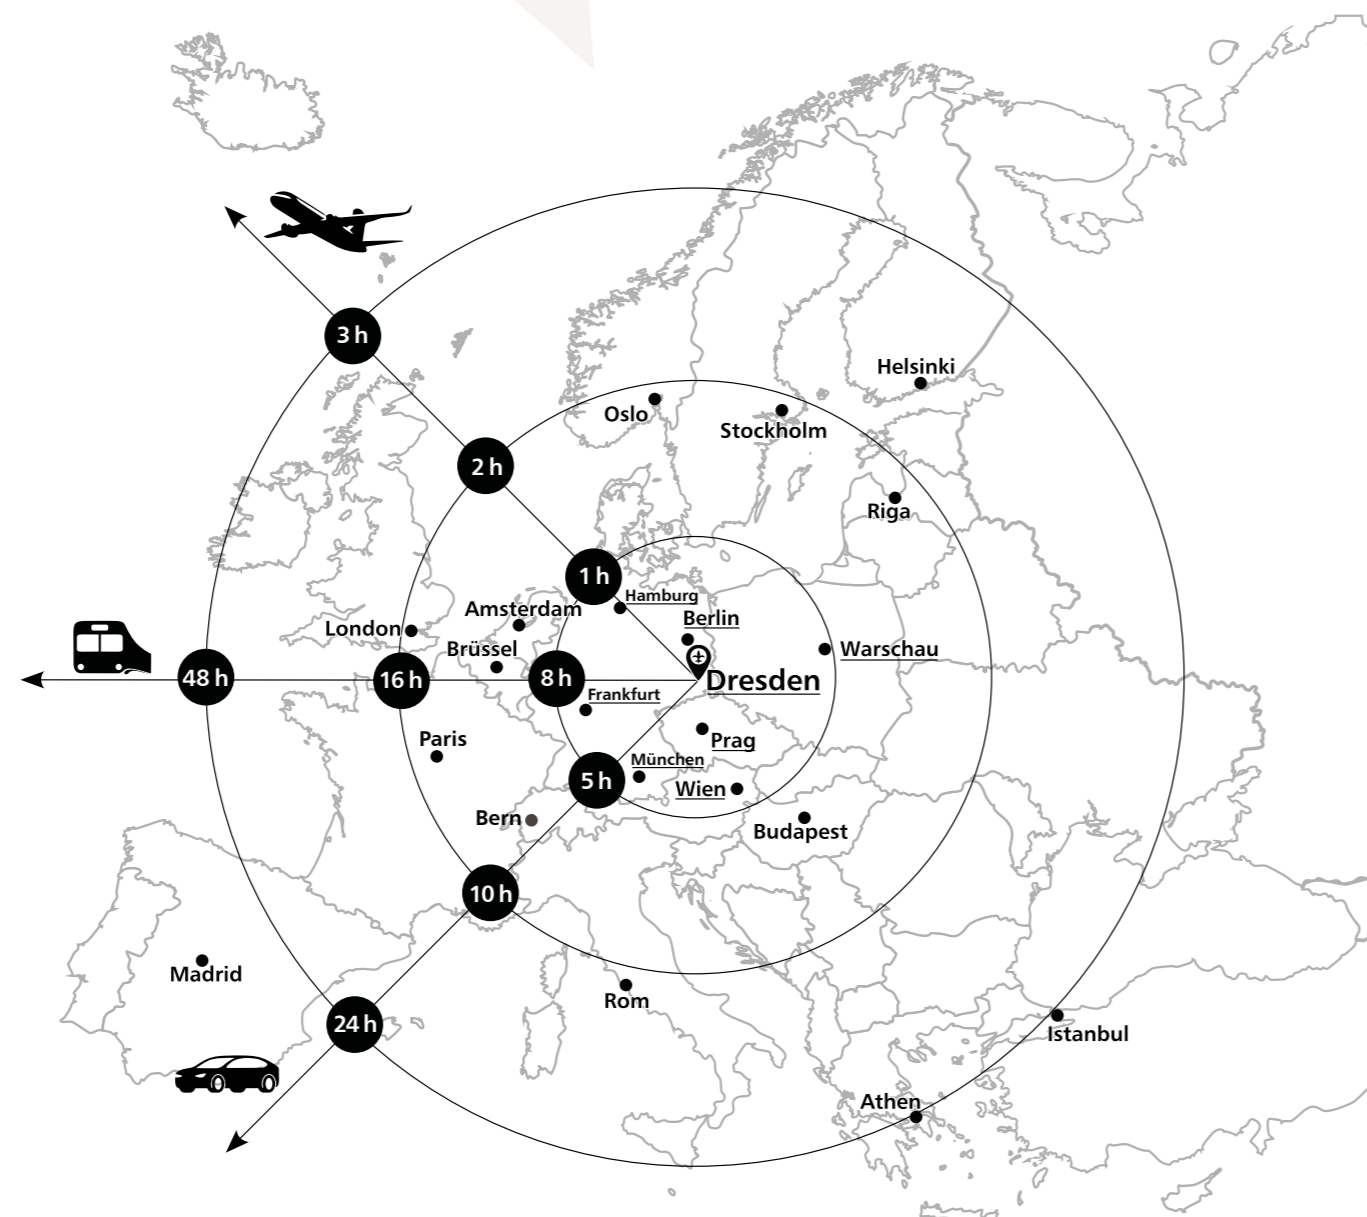 3 h
Helsinki
Oslo
Stockholm
2 h
Riga
1 h
Hamburg
Amsterdam
Berlin
London
Brüssel
Warschau
48 h
16 h
8 h
Dresden
Frankfurt
Paris
Prag
München
5 h
Wien
Bern
Budapest
10 h
Madrid
Rom
24 h
Istanbul
Athen